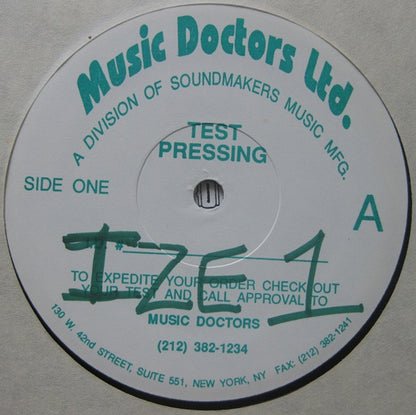 Music Doctors Ltd.
A DIVISION OF SOUNDMAKERS MUSIC MFG.
TEST
PRESSING
SIDE ONE
A
#
IZE 1
TO EXPEDITE YOUR ORDER CHECK OUT
YOUR TEST AND CALL APPROVAL TO
MUSIC DOCTORS
(212) 382-1234
130 W. 42nd STREET, SUITE 551, NEW YORK, NY FAX: (212) 382-1241